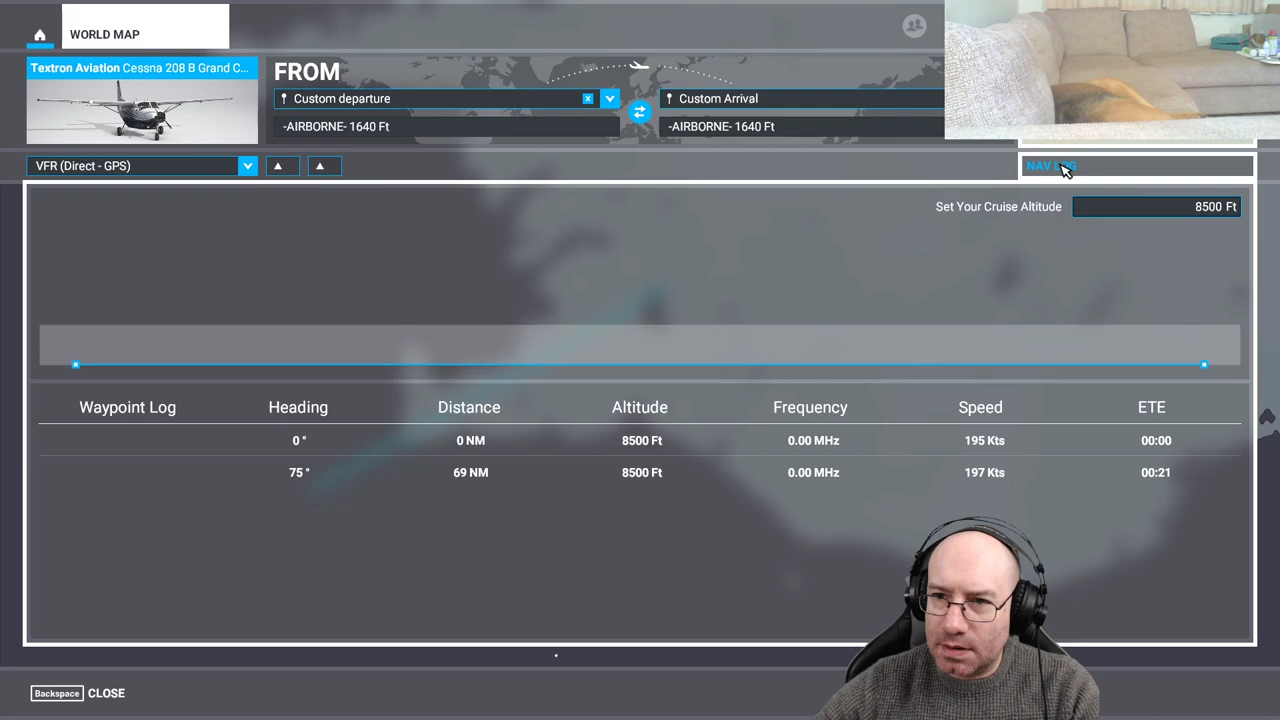 WORLD MAP
Textron Aviation Cessna 208 B Grand C...
FROM
Custom departure
x
Custom Arrival
-AIRBORNE- 1640 Ft
-AIRBORNE- 1640 Ft
VFR (Direct - GPS)
NAV LOG
Set Your Cruise Altitude
8500 Ft
Waypoint Log Heading Distance Altitude Frequency Speed ETE
0 ° 0 NM 8500 Ft 0.00 MHz 195 Kts 00:00
75 ° 69 NM 8500 Ft 0.00 MHz 197 Kts 00:21
Backspace CLOSE